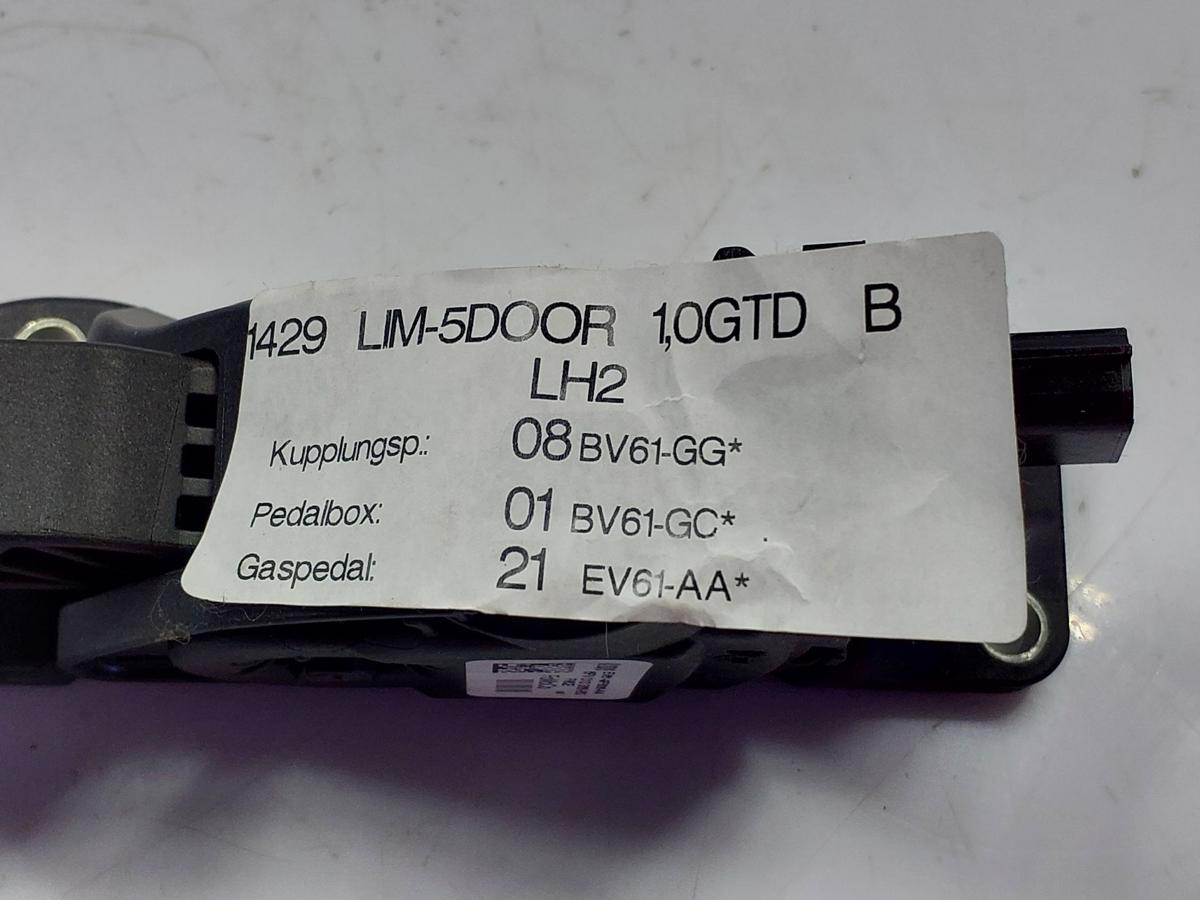 1429 LIM-5DOOR 1,0GTD B
LH2
Kupplungsp.: 08 BV61-GG*
Pedalbox: 01 BV61-GC*
Gaspedal: 21 EV61-AA*